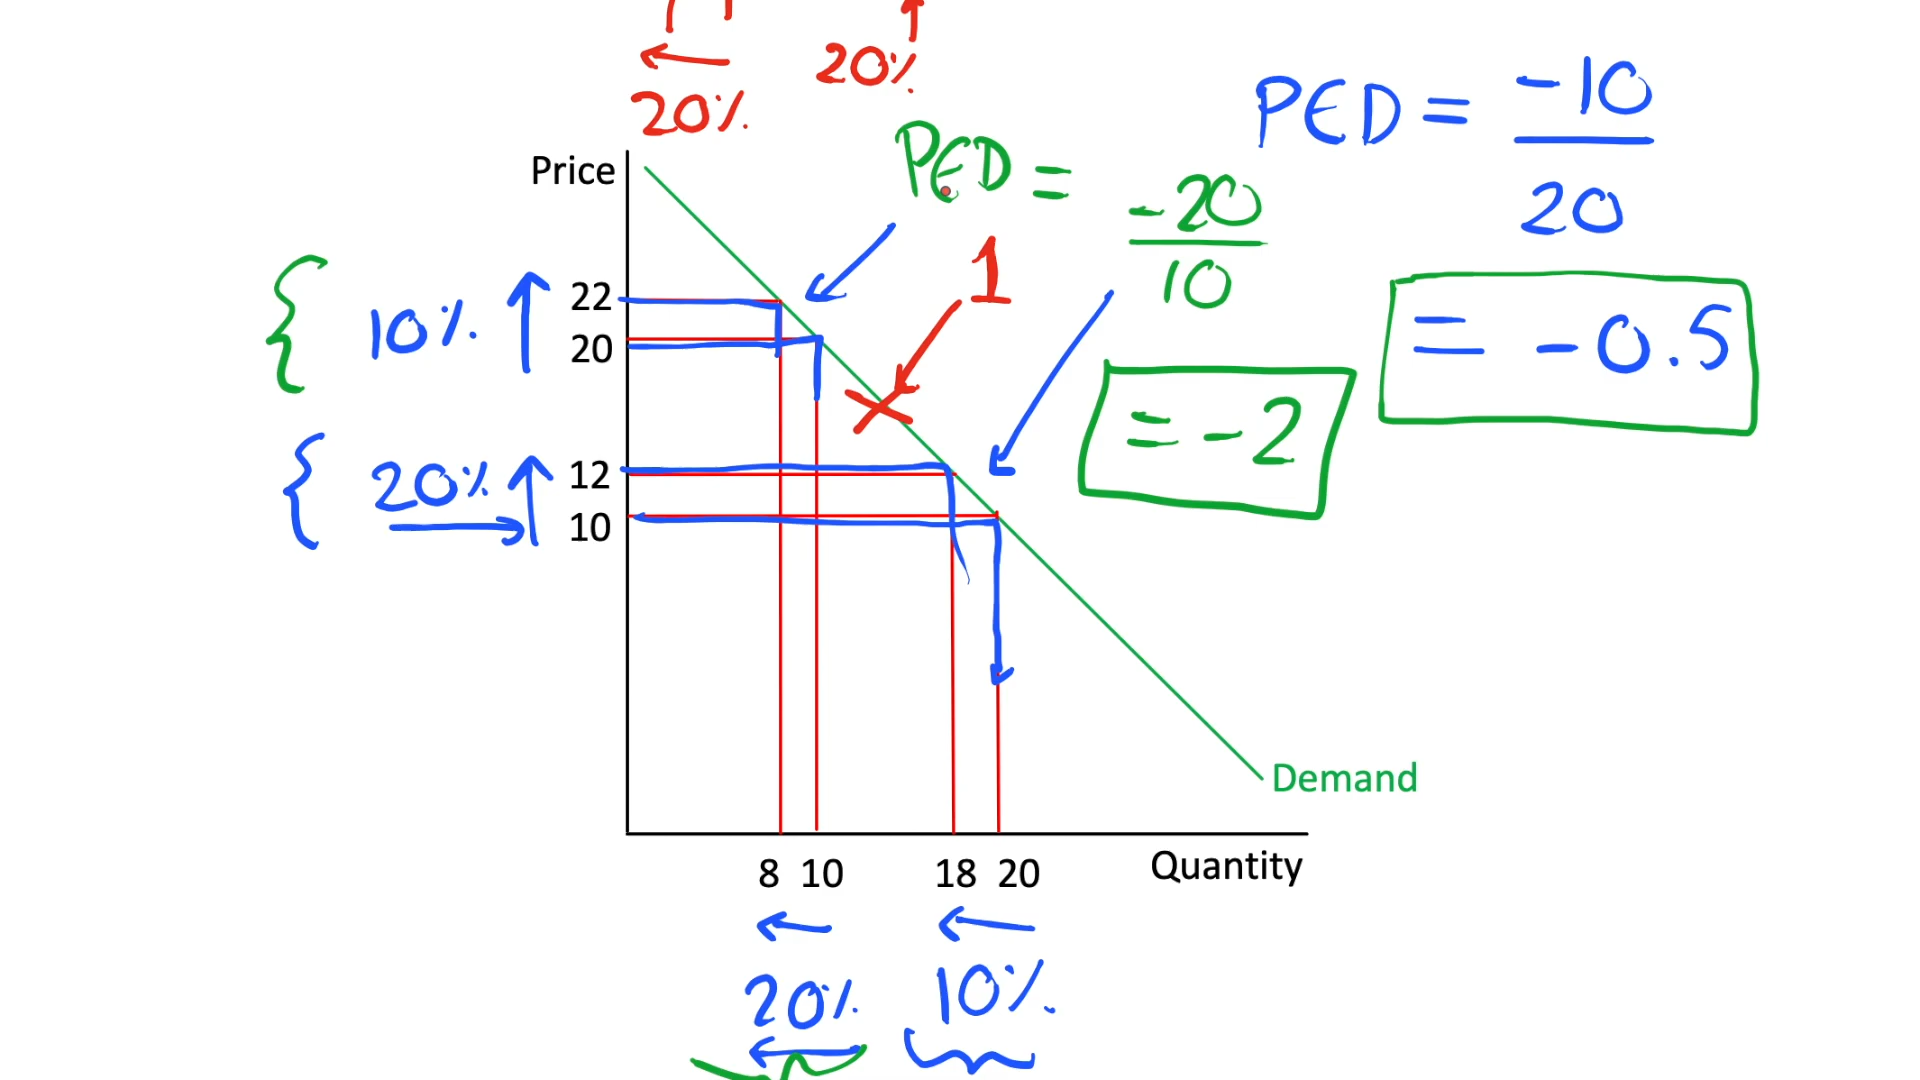 20%
20%
PED = -10
20
= -0.5
PED = -20
10
= -2
1
Price
22
20
12
10
10% ↑
20% ↑
Demand
8 10 18 20
Quantity
20% 10%